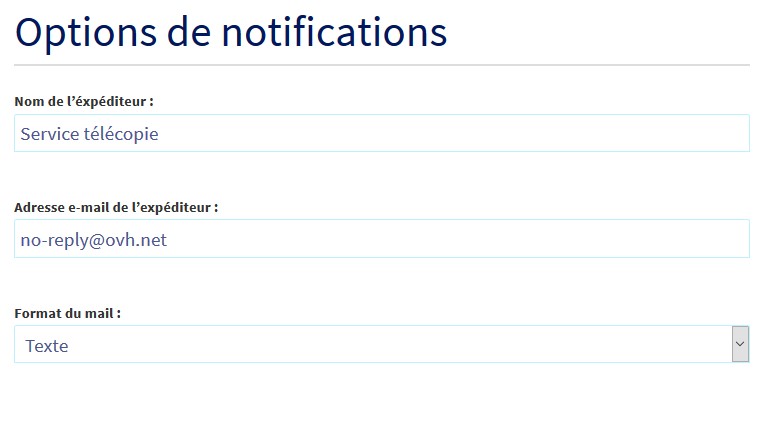 Options de notifications
Nom de l’éxpéditeur :
Service télécopie
Adresse e-mail de l’expéditeur :
no-reply@ovh.net
Format du mail :
Texte